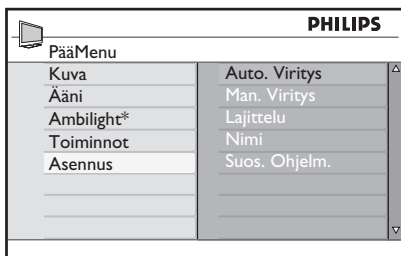 PHILIPS
PääMenu
Kuva
Ääni
Ambilight*
Toiminnot
Asennus
Auto. Viritys
Man. Viritys
Lajittelu
Nimi
Suos. Ohjelm.